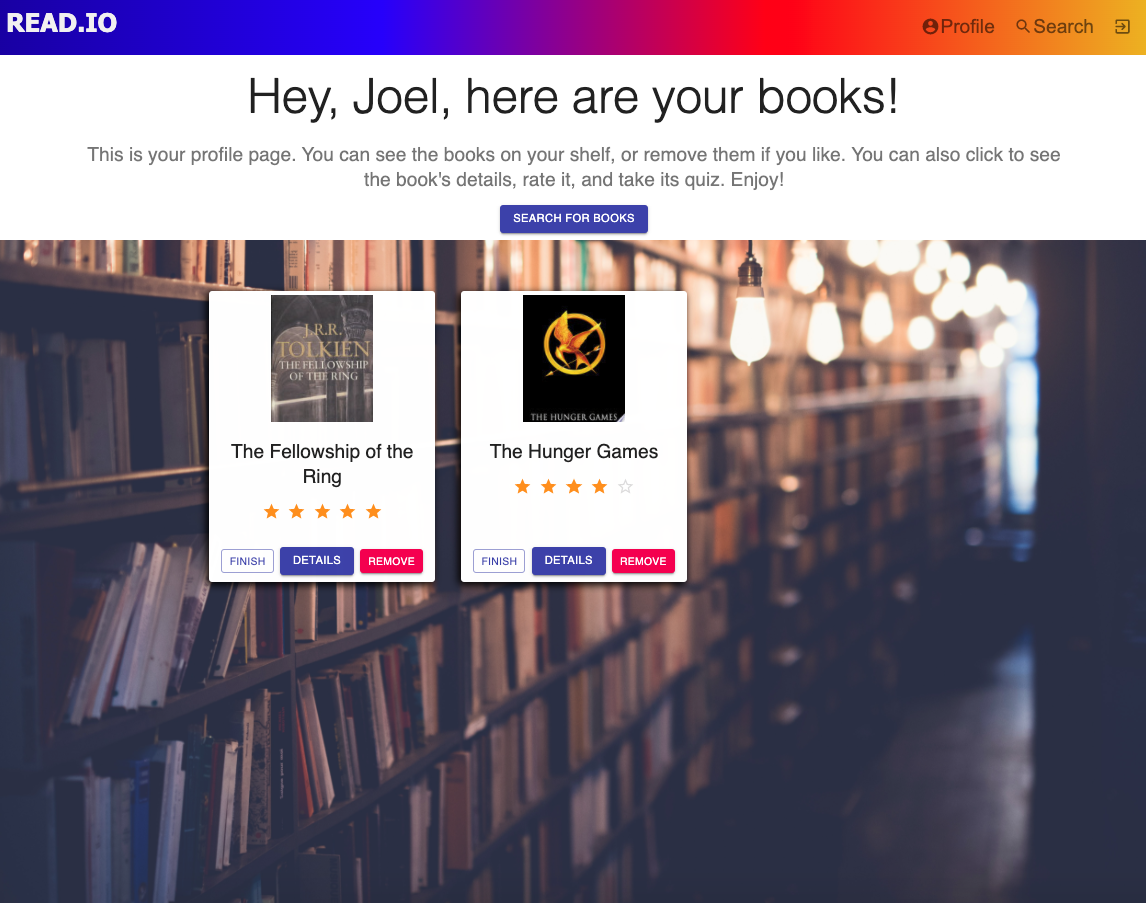 READ.IO
Profile
Search
Hey, Joel, here are your books!
This is your profile page. You can see the books on your shelf, or remove them if you like. You can also click to see
the book's details, rate it, and take its quiz. Enjoy!
SEARCH FOR BOOKS
J.R.R.
TOLKIEN
THE FELLOWSHIP
OF THE RING
The Fellowship of the
Ring
FINISH
DETAILS
REMOVE
THE HUNGER GAMES
The Hunger Games
FINISH
DETAILS
REMOVE